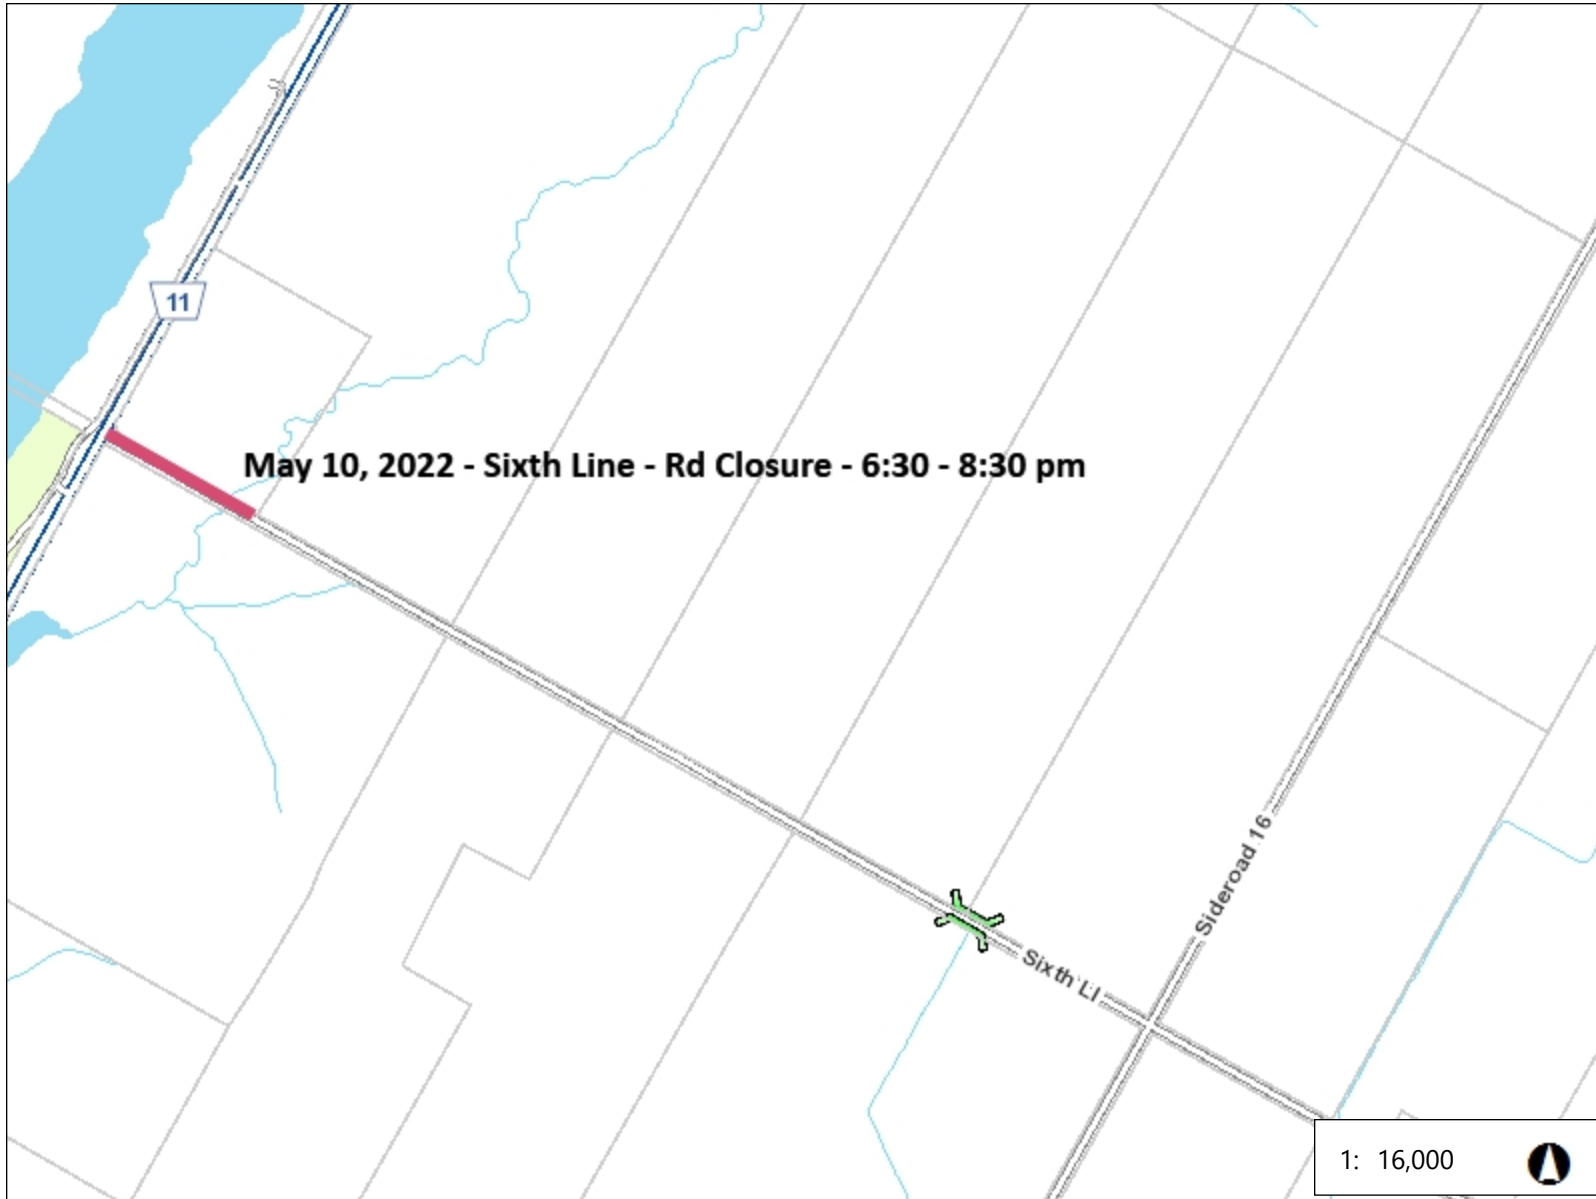 11
May 10, 2022 - Sixth Line - Rd Closure - 6:30 - 8:30 pm
Sideroad 16
Sixth Ll
1: 16,000